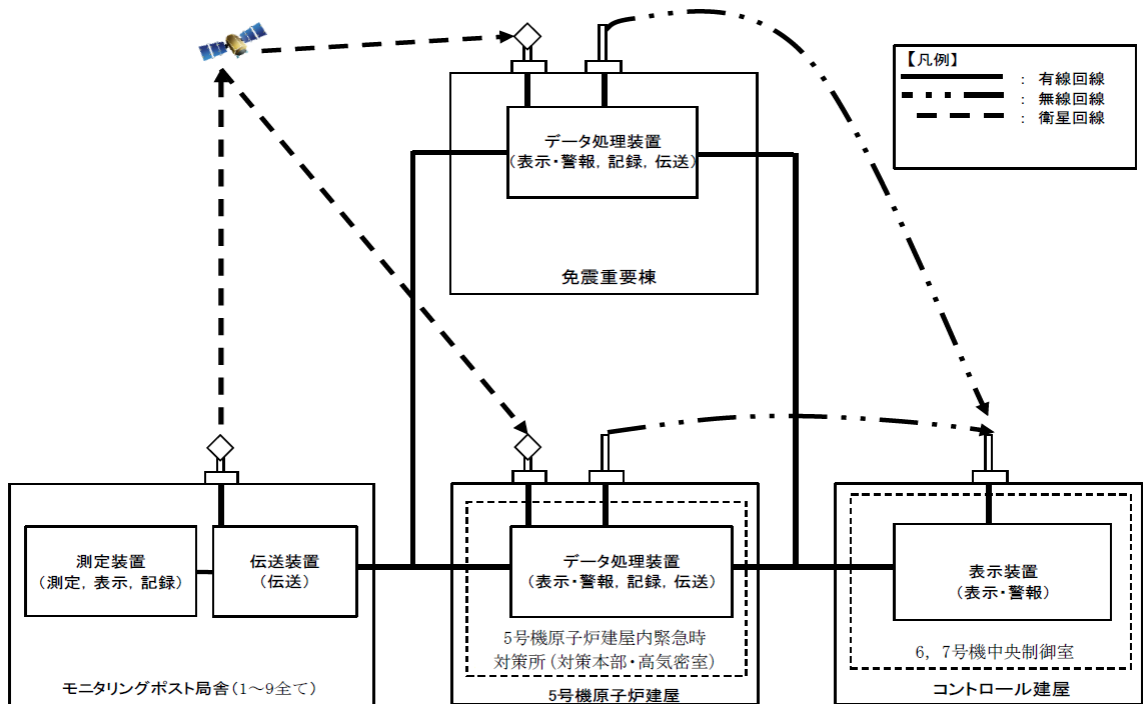 【凡例】
： 有線回線
： 無線回線
： 衛星回線
データ処理装置
(表示・警報, 記録, 伝送)
免震重要棟
測定装置
(測定, 表示, 記録)
伝送装置
(伝送)
モニタリングポスト局舎(1～9全て)
データ処理装置
(表示・警報, 記録, 伝送)
5号機原子炉建屋内緊急時
対策所(対策本部・高気密室)
5号機原子炉建屋
表示装置
(表示・警報)
6, 7号機中央制御室
コントロール建屋